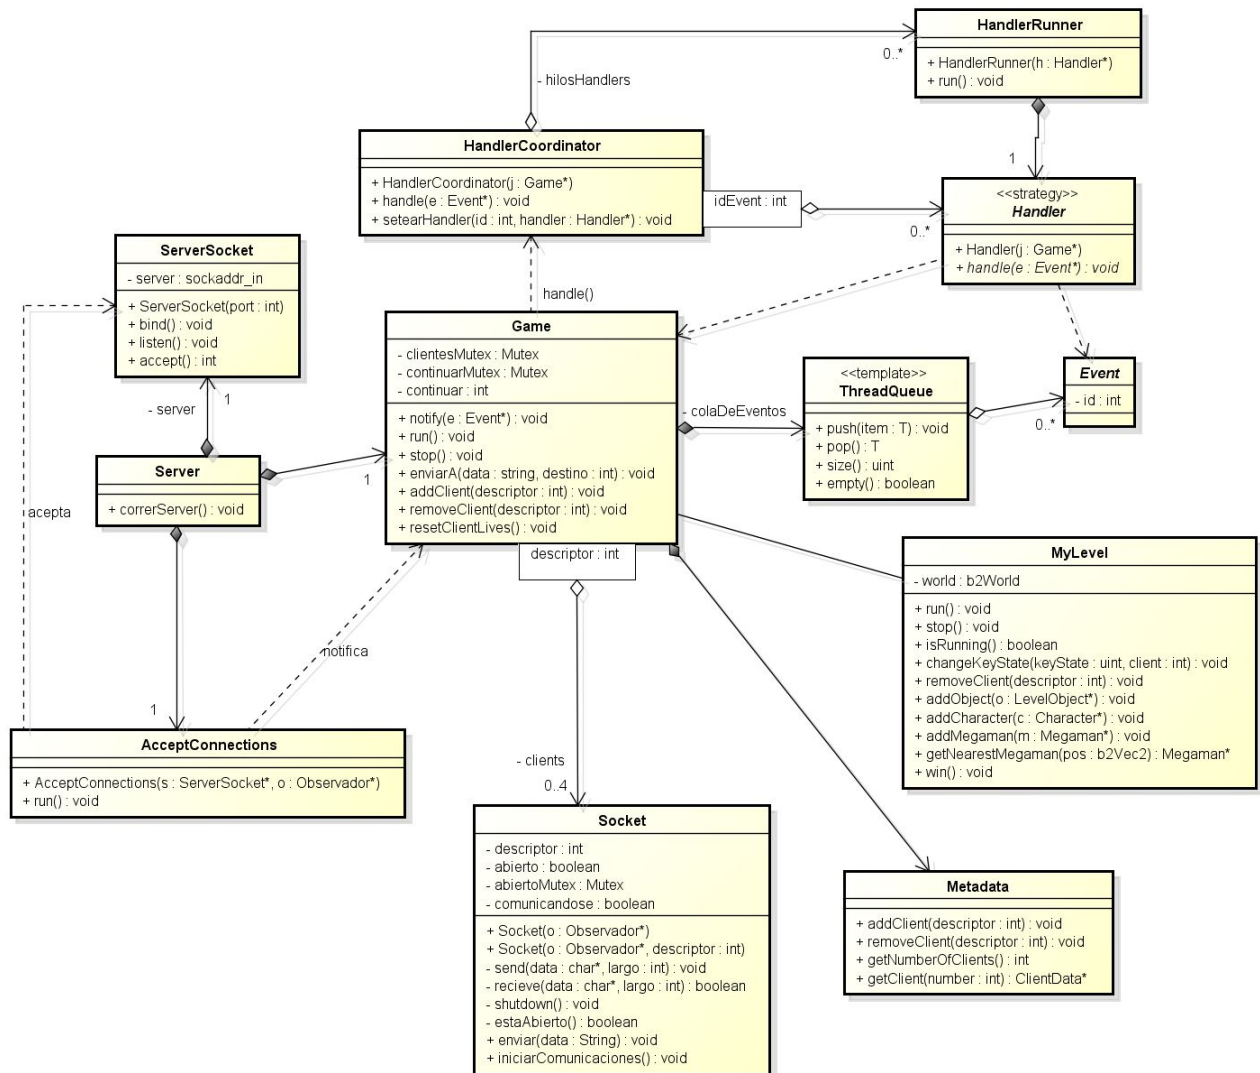 HandlerRunner
+ HandlerRunner(h : Handler*)
+ run() : void
0..*
- hilosHandlers
HandlerCoordinator
+ HandlerCoordinator(j : Game*)
+ handle(e : Event*) : void
+ setearHandler(id : int, handler : Handler*) : void
idEvent : int
1
0..*
<<strategy>>
Handler
+ Handler(j : Game*)
+ handle(e : Event*) : void
ServerSocket
- server : sockaddr_in
+ ServerSocket(port : int)
+ bind() : void
+ listen() : void
+ accept() : int
handle()
Game
- clientesMutex : Mutex
- continuarMutex : Mutex
- continuar : int
+ notify(e : Event*) : void
+ run() : void
+ stop() : void
+ enviarA(data : string, destino : int) : void
+ addClient(descriptor : int) : void
+ removeClient(descriptor : int) : void
+ resetClientLives() : void
descriptor : int
- colaDeEventos
<<template>>
ThreadQueue
+ push(item : T) : void
+ pop() : T
+ size() : uint
+ empty() : boolean
0..*
Event
- id : int
- server
1
Server
+ correrServer() : void
1
acepta
notifica
1
AcceptConnections
+ AcceptConnections(s : ServerSocket*, o : Observador*)
+ run() : void
MyLevel
- world : b2World
+ run() : void
+ stop() : void
+ isRunning() : boolean
+ changeKeyState(keyState : uint, client : int) : void
+ removeClient(descriptor : int) : void
+ addObject(o : LevelObject*) : void
+ addCharacter(c : Character*) : void
+ addMegaman(m : Megaman*) : void
+ getNearestMegaman(pos : b2Vec2) : Megaman*
+ win() : void
- clients
0..4
Socket
- descriptor : int
- abierto : boolean
- abiertoMutex : Mutex
- comunicandose : boolean
+ Socket(o : Observador*)
+ Socket(o : Observador*, descriptor : int)
- send(data : char*, largo : int) : void
- recieve(data : char*, largo : int) : boolean
- shutdown() : void
- estaAbierto() : boolean
+ enviar(data : String) : void
+ iniciarComunicaciones() : void
Metadata
+ addClient(descriptor : int) : void
+ removeClient(descriptor : int) : void
+ getNumberOfClients() : int
+ getClient(number : int) : ClientData*